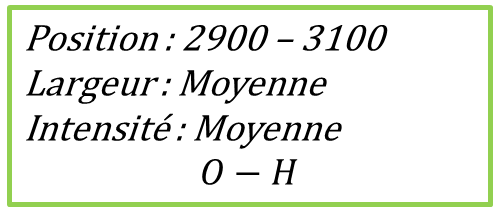 Position : 2900 – 3100
Largeur : Moyenne
Intensité : Moyenne
O − H